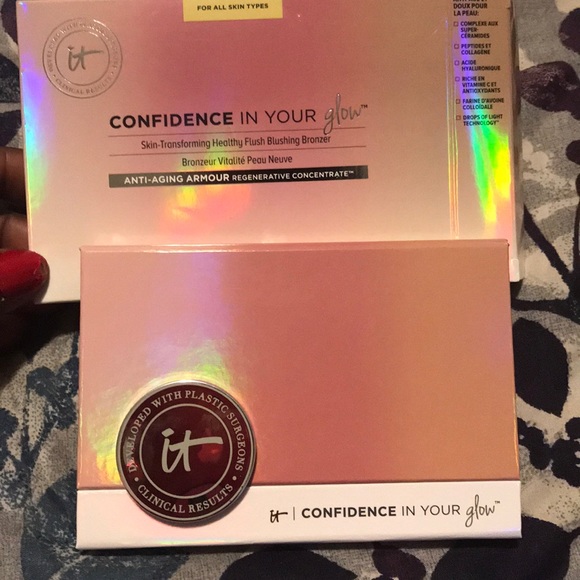 FOR ALL SKIN TYPES
it
CLINICAL RESULTS
CONFIDENCE IN YOUR glow™
Skin-Transforming Healthy Flush Blushing Bronzer
Bronzeur Vitalité Peau Neuve
ANTI-AGING ARMOUR REGENERATIVE CONCENTRATE™
DOUX POUR
LA PEAU:
COMPLEXE AUX
SUPER-
CÉRAMIDES
PEPTIDES ET
COLLAGÈNE
ACIDE
HYALURONIQUE
RICHE EN
VITAMINE C ET
ANTIOXYDANTS
FARINE D'AVOINE
COLLOÏDALE
DROPS OF LIGHT
TECHNOLOGY™
DEVELOPED WITH PLASTIC SURGEONS
it
CLINICAL RESULTS
it | CONFIDENCE IN YOUR glow™